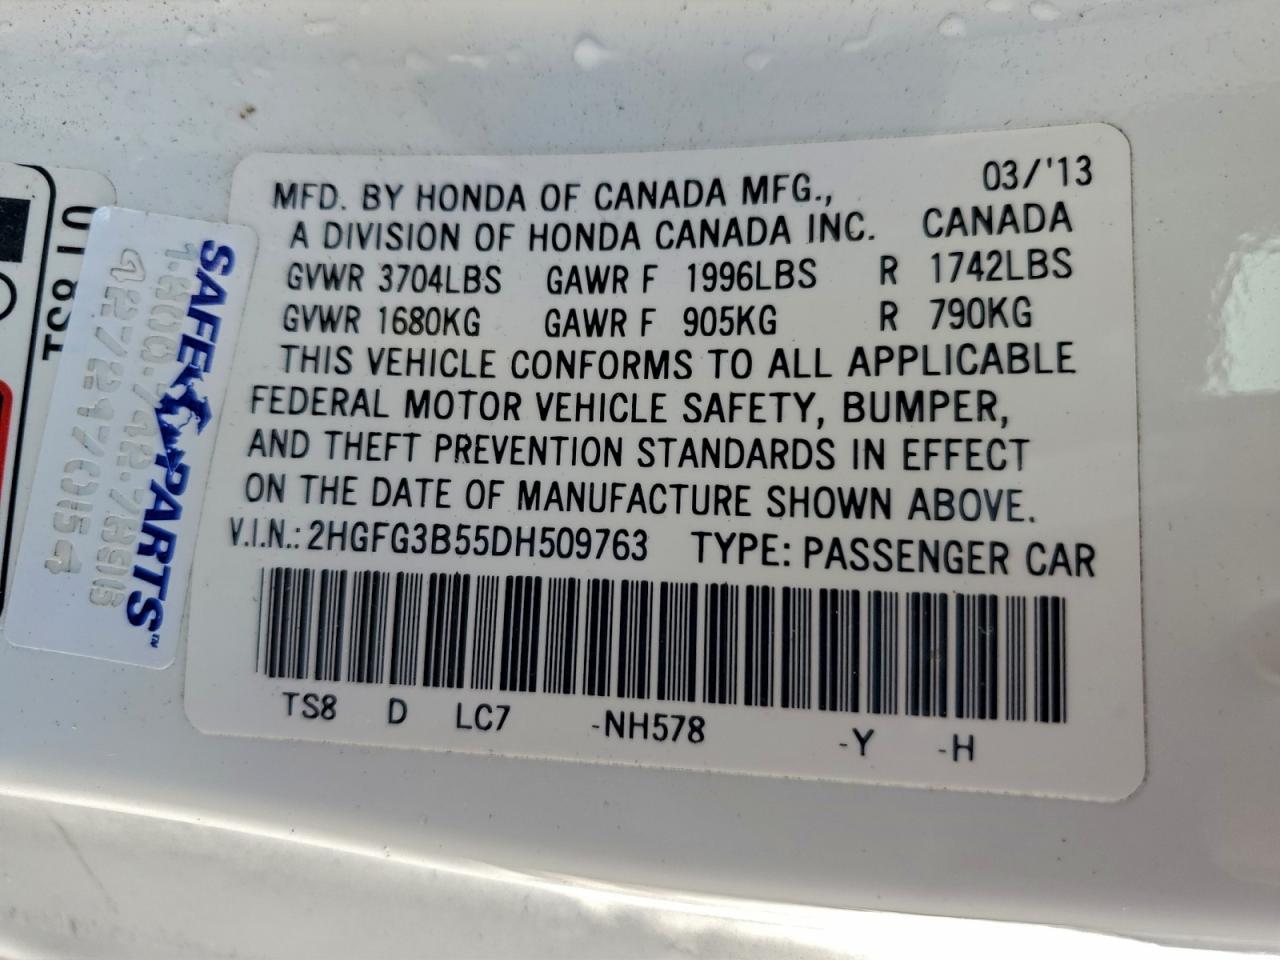 03/'13
MFD. BY HONDA OF CANADA MFG.,
A DIVISION OF HONDA CANADA INC. CANADA
GVWR 3704LBS GAWR F 1996LBS R 1742LBS
GVWR 1680KG GAWR F 905KG R 790KG
THIS VEHICLE CONFORMS TO ALL APPLICABLE
FEDERAL MOTOR VEHICLE SAFETY, BUMPER,
AND THEFT PREVENTION STANDARDS IN EFFECT
ON THE DATE OF MANUFACTURE SHOWN ABOVE.
V.I.N.: 2HGFG3B55DH509763 TYPE: PASSENGER CAR
TS8 D LC7 -NH578 -Y -H
SAFE PARTS™